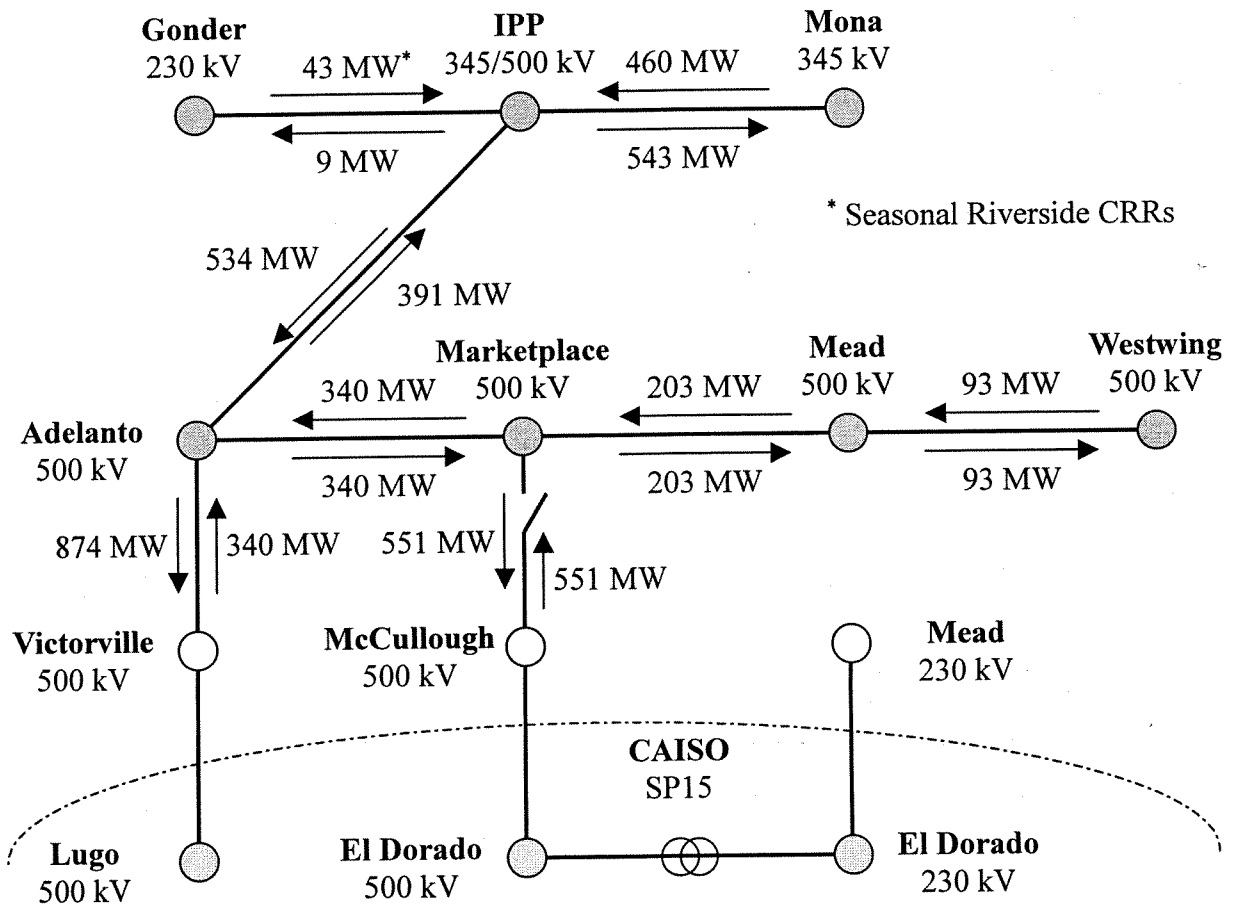 Gonder
230 kV
43 MW*
IPP
345/500 kV
460 MW
Mona
345 kV
9 MW
543 MW
* Seasonal Riverside CRRs
534 MW
391 MW
Marketplace
500 kV
Mead
500 kV
Westwing
500 kV
340 MW
203 MW
93 MW
Adelanto
500 kV
340 MW
203 MW
93 MW
874 MW
340 MW
551 MW
551 MW
Victorville
500 kV
McCullough
500 kV
Mead
230 kV
CAISO
SP15
Lugo
500 kV
El Dorado
500 kV
El Dorado
230 kV